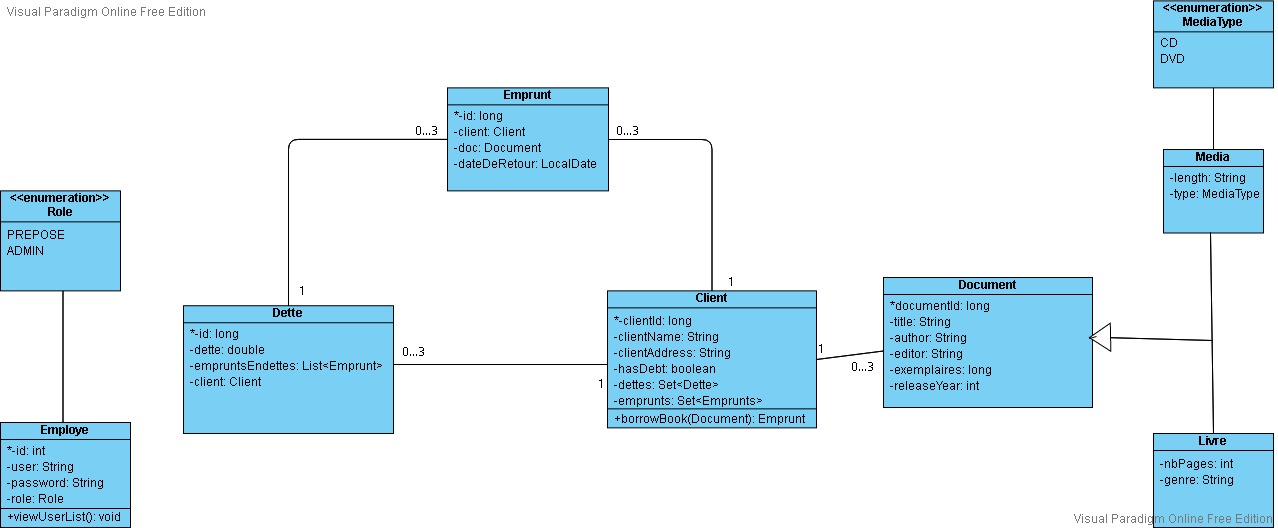 Visual Paradigm Online Free Edition
<<enumeration>>
MediaType
CD
DVD
Emprunt
*-id: long
-client: Client
-doc: Document
-dateDeRetour: LocalDate
0...3
0...3
Media
-length: String
-type: MediaType
<<enumeration>>
Role
PREPOSE
ADMIN
1
1
Dette
*-id: long
-dette: double
-empruntsEndettes: List<Emprunt>
-client: Client
0...3
1
Client
*-clientId: long
-clientName: String
-clientAddress: String
-hasDebt: boolean
-dettes: Set<Dette>
-emprunts: Set<Emprunts>
+borrowBook(Document): Emprunt
1
0...3
Document
*documentId: long
-title: String
-author: String
-editor: String
-exemplaires: long
-releaseYear: int
Employe
*-id: int
-user: String
-password: String
-role: Role
+viewUserList(): void
Livre
-nbPages: int
-genre: String
Visual Paradigm Online Free Edition